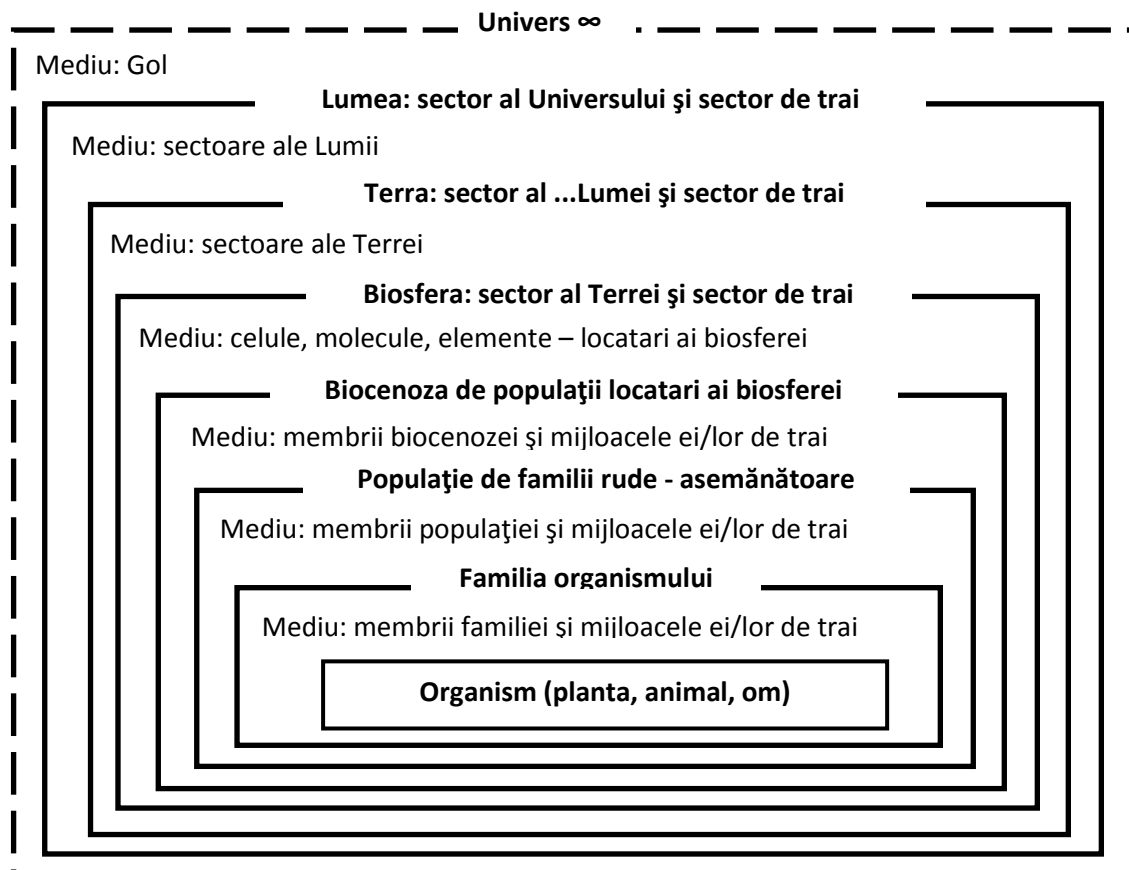 Univers ∞
Mediu: Gol
Lumea: sector al Universului şi sector de trai
Mediu: sectoare ale Lumii
Terra: sector al ...Lumei şi sector de trai
Mediu: sectoare ale Terrei
Biosfera: sector al Terrei şi sector de trai
Mediu: celule, molecule, elemente – locatari ai biosferei
Biocenoza de populaţii locatari ai biosferei
Mediu: membrii biocenozei şi mijloacele ei/lor de trai
Populaţie de familii rude - asemănătoare
Mediu: membrii populaţiei şi mijloacele ei/lor de trai
Familia organismului
Mediu: membrii familiei şi mijloacele ei/lor de trai
Organism (planta, animal, om)